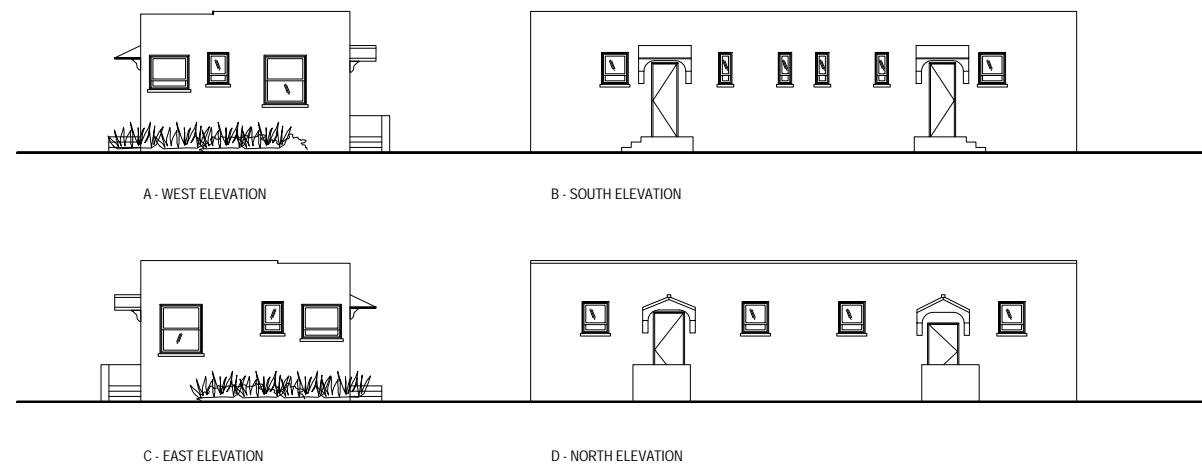 A - WEST ELEVATION
B - SOUTH ELEVATION
C - EAST ELEVATION
D - NORTH ELEVATION